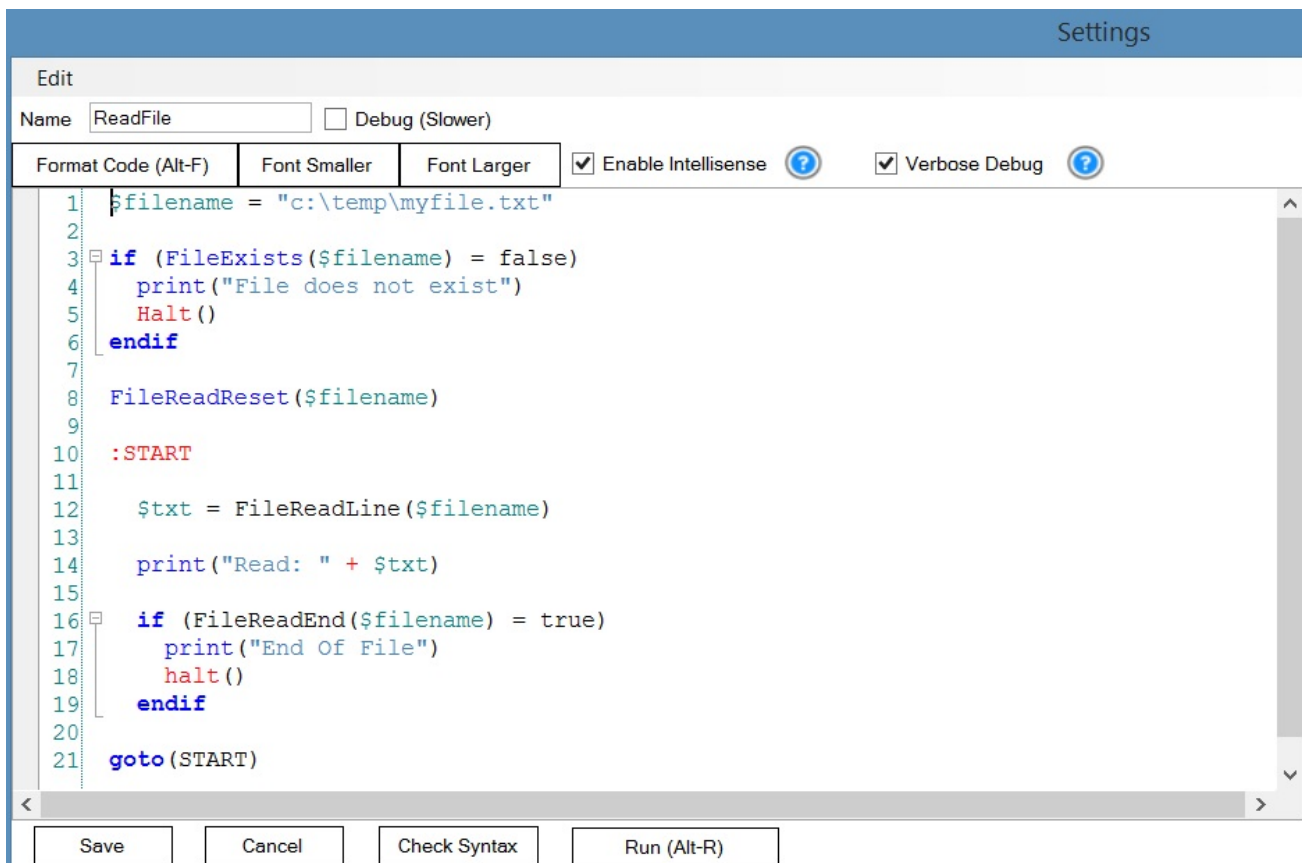 Settings
Edit
Name ReadFile Debug (Slower)
Format Code (Alt-F) Font Smaller Font Larger Enable Intellisense ? Verbose Debug ?
1 $filename = "c:\temp\myfile.txt"
2
3 if (FileExists($filename) = false)
4 print("File does not exist")
5 Halt()
6 endif
7
8 FileReadReset($filename)
9
10 :START
11
12 $txt = FileReadLine($filename)
13
14 print("Read: " + $txt)
15
16 if (FileReadEnd($filename) = true)
17 print("End Of File")
18 halt()
19 endif
20
21 goto(START)
Save Cancel Check Syntax Run (Alt-R)